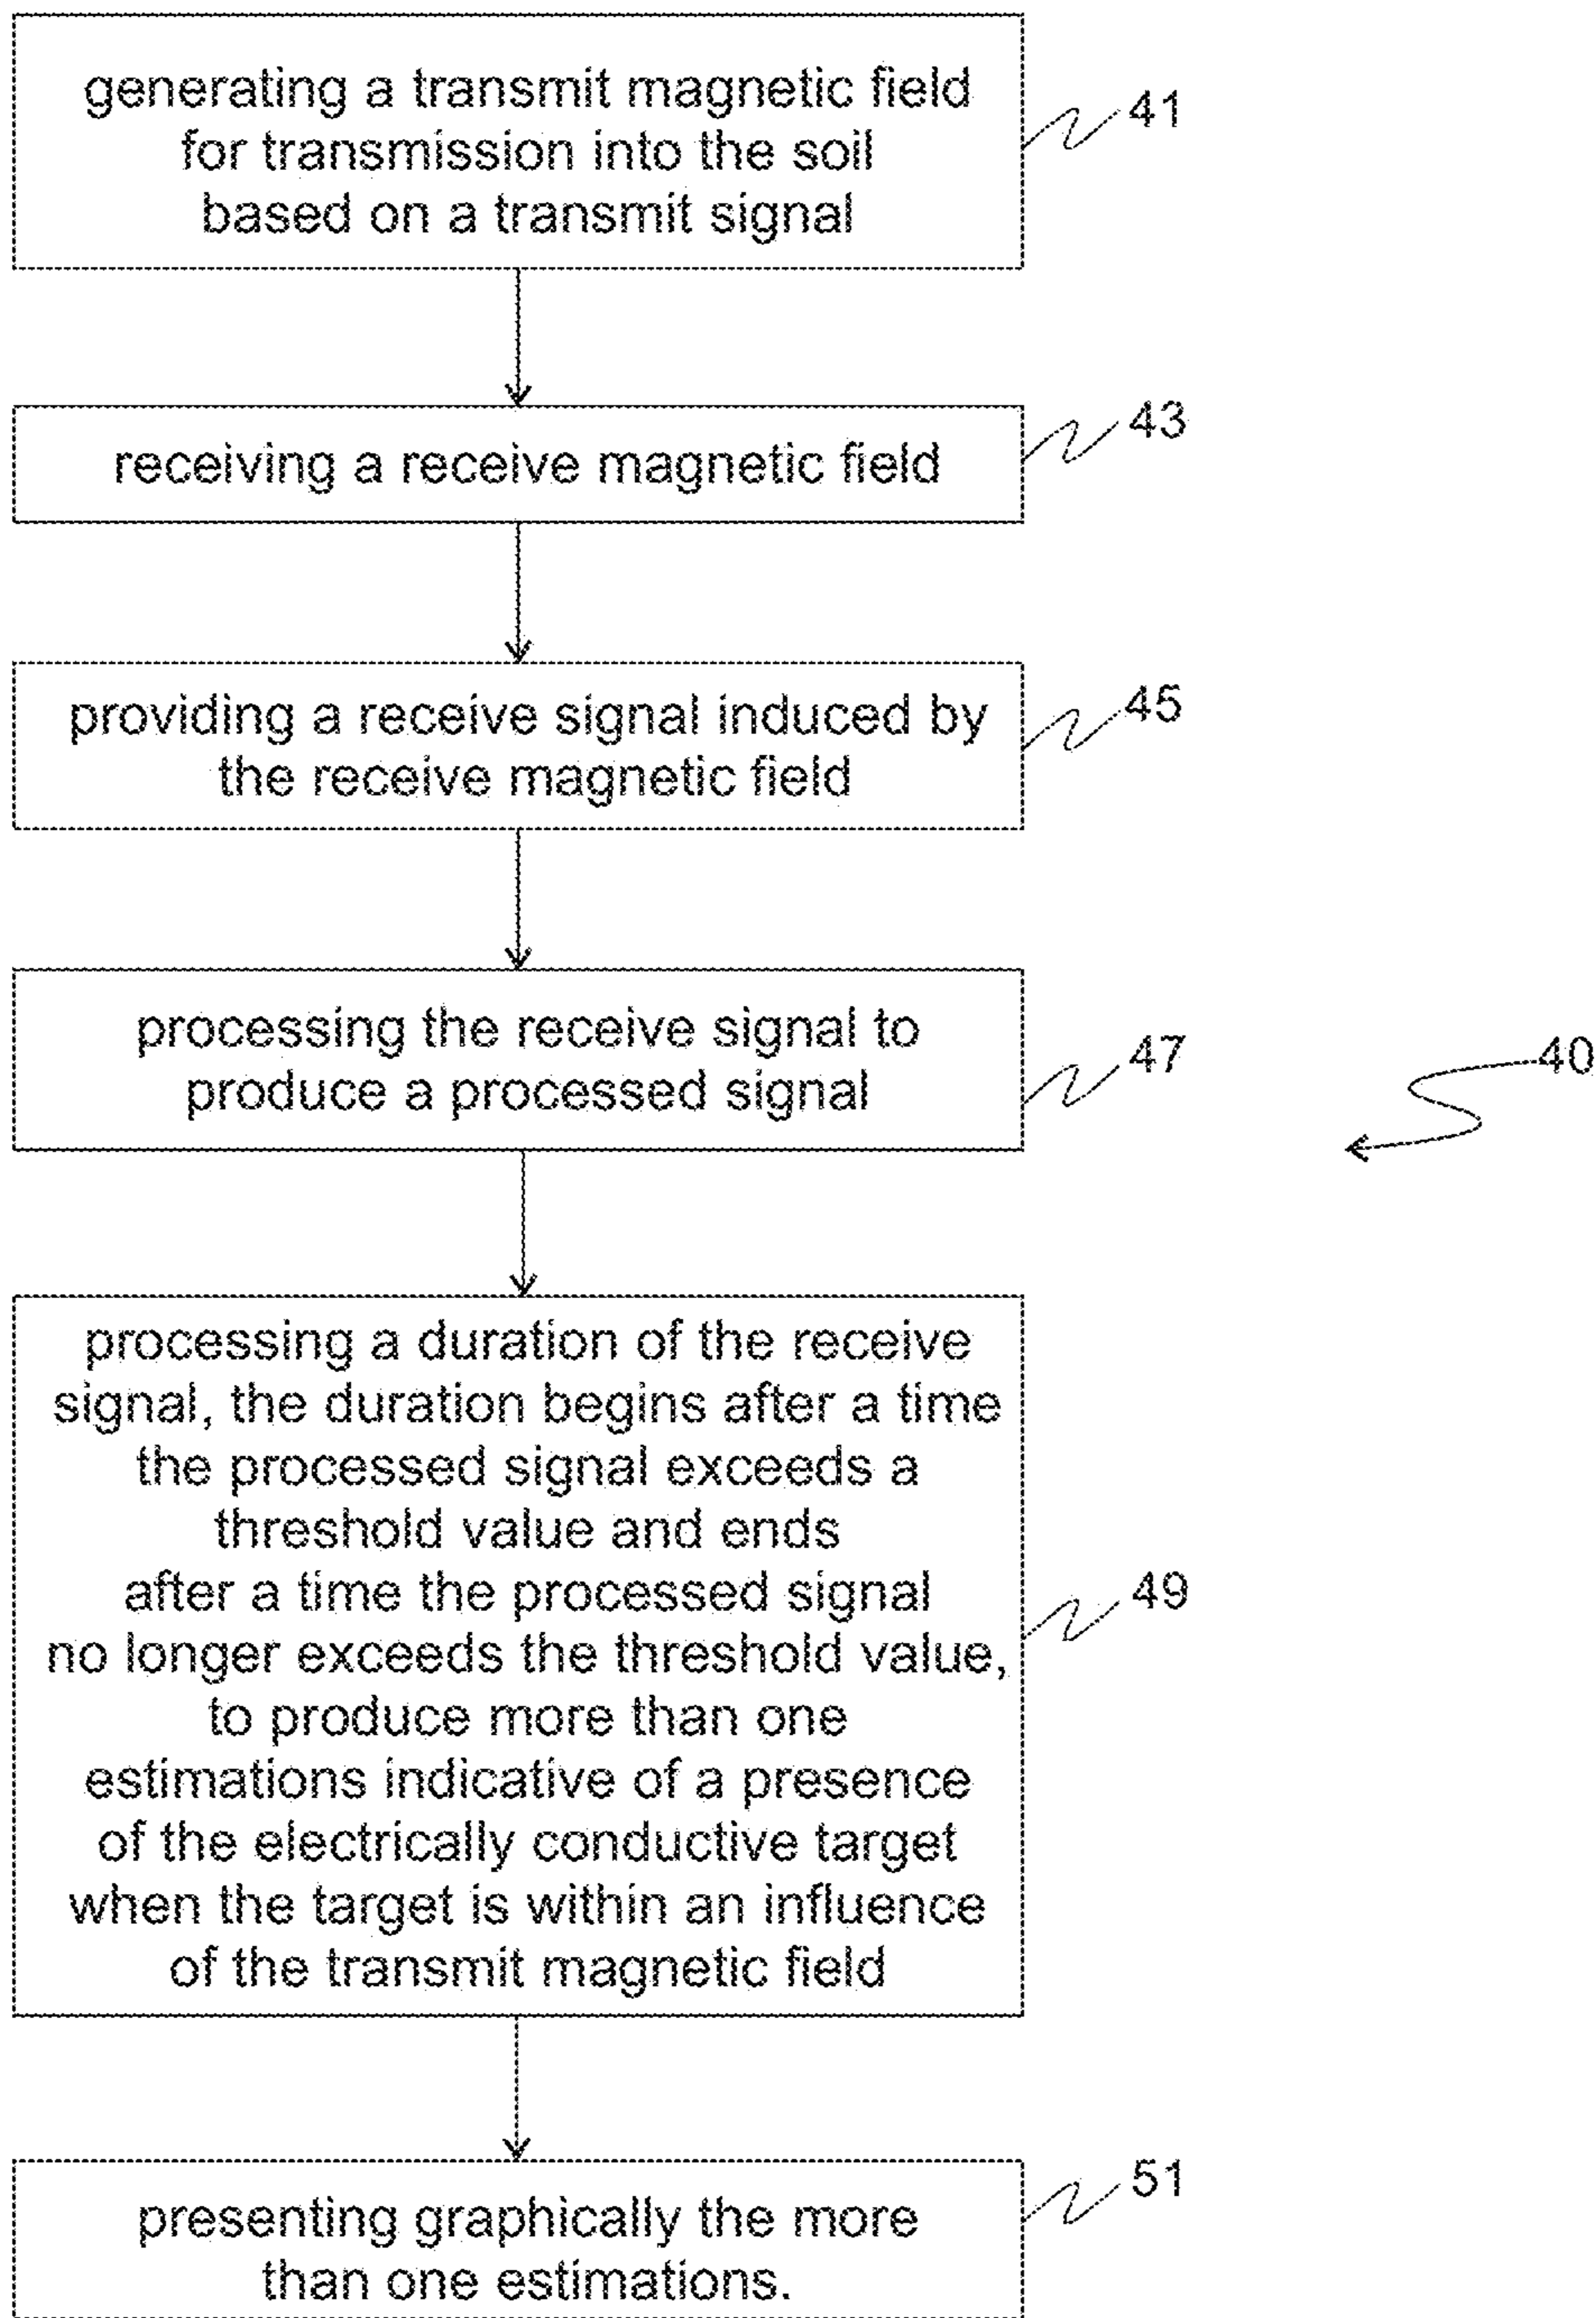 generating a transmit magnetic field
for transmission into the soil
based on a transmit signal
41
receiving a receive magnetic field
43
providing a receive signal induced by
the receive magnetic field
45
processing the receive signal to
produce a processed signal
47
40
processing a duration of the receive
signal, the duration begins after a time
the processed signal exceeds a
threshold value and ends
after a time the processed signal
no longer exceeds the threshold value,
to produce more than one
estimations indicative of a presence
of the electrically conductive target
when the target is within an influence
of the transmit magnetic field
49
presenting graphically the more
than one estimations.
51